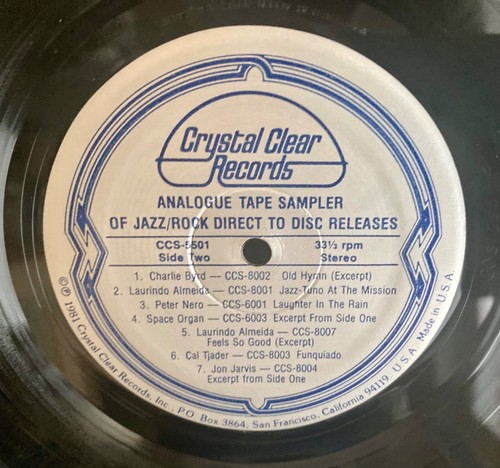 Crystal Clear
Records
ANALOGUE TAPE SAMPLER
OF JAZZ/ROCK DIRECT TO DISC RELEASES
CCS-5501 33⅓ rpm
Side Two Stereo
1. Charlie Byrd — CCS-8002 Old Hymn (Excerpt)
2. Laurindo Almeida — CCS-8001 Jazz-Tuno At The Mission
3. Peter Nero — CCS-6001 Laughter In The Rain
4. Space Organ — CCS-6003 Excerpt From Side One
5. Laurindo Almeida — CCS-8007
Feels So Good (Excerpt)
6. Cal Tjader — CCS-8003 Funquiado
7. Jon Jarvis — CCS-8004
Excerpt from Side One
©℗ 1981 Crystal Clear Records, Inc., P.O. Box 3864, San Francisco, California 94119 U.S.A. Made in U.S.A.